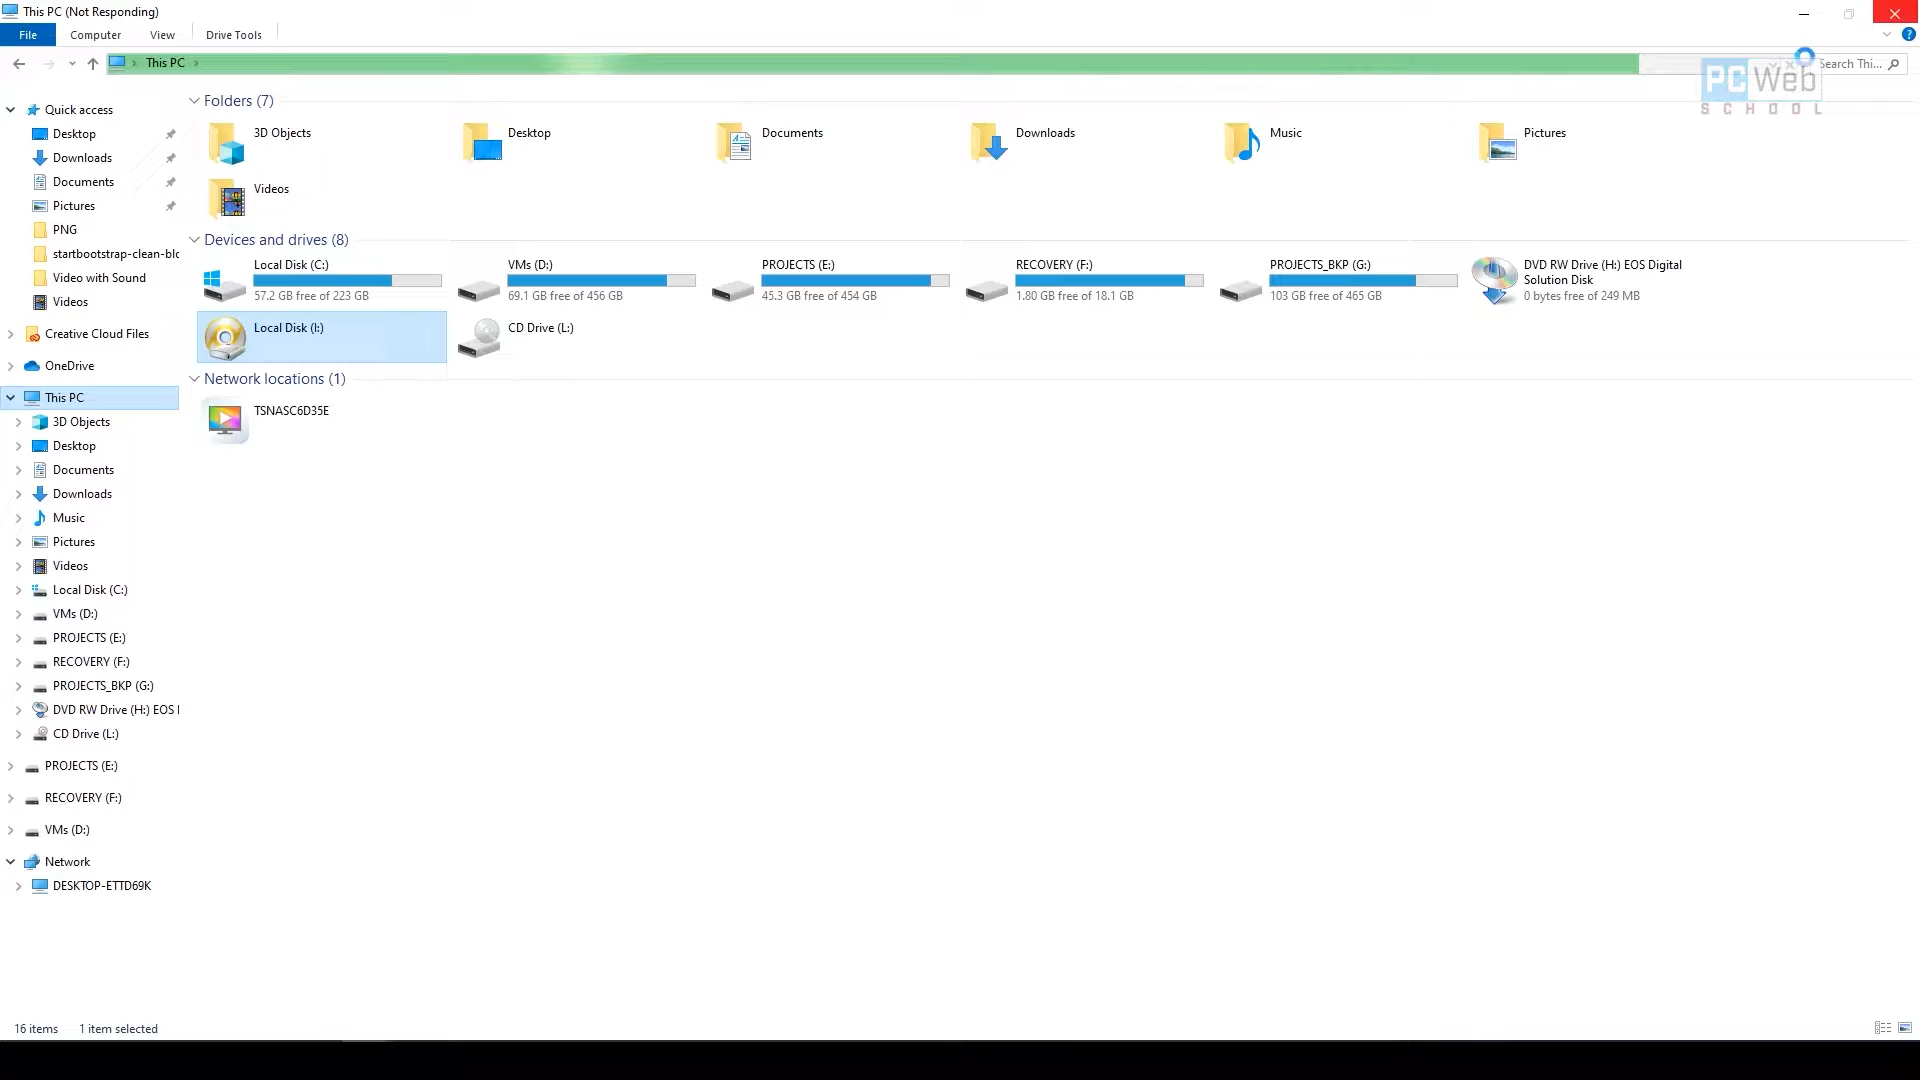 This PC (Not Responding)
File Computer View Drive Tools
This PC
Search Thi...
PCWeb
SCHOOL
Quick access
Desktop
Downloads
Documents
Pictures
PNG
startbootstrap-clean-blo
Video with Sound
Videos
Creative Cloud Files
OneDrive
This PC
3D Objects
Desktop
Documents
Downloads
Music
Pictures
Videos
Local Disk (C:)
VMs (D:)
PROJECTS (E:)
RECOVERY (F:)
PROJECTS_BKP (G:)
DVD RW Drive (H:) EOS I
CD Drive (L:)
PROJECTS (E:)
RECOVERY (F:)
VMs (D:)
Network
DESKTOP-ETTD69K
Folders (7)
3D Objects
Desktop
Documents
Downloads
Music
Pictures
Videos
Devices and drives (8)
Local Disk (C:)
57.2 GB free of 223 GB
VMs (D:)
69.1 GB free of 456 GB
PROJECTS (E:)
45.3 GB free of 454 GB
RECOVERY (F:)
1.80 GB free of 18.1 GB
PROJECTS_BKP (G:)
103 GB free of 465 GB
DVD RW Drive (H:) EOS Digital
Solution Disk
0 bytes free of 249 MB
Local Disk (I:)
CD Drive (L:)
Network locations (1)
TSNASC6D35E
16 items 1 item selected